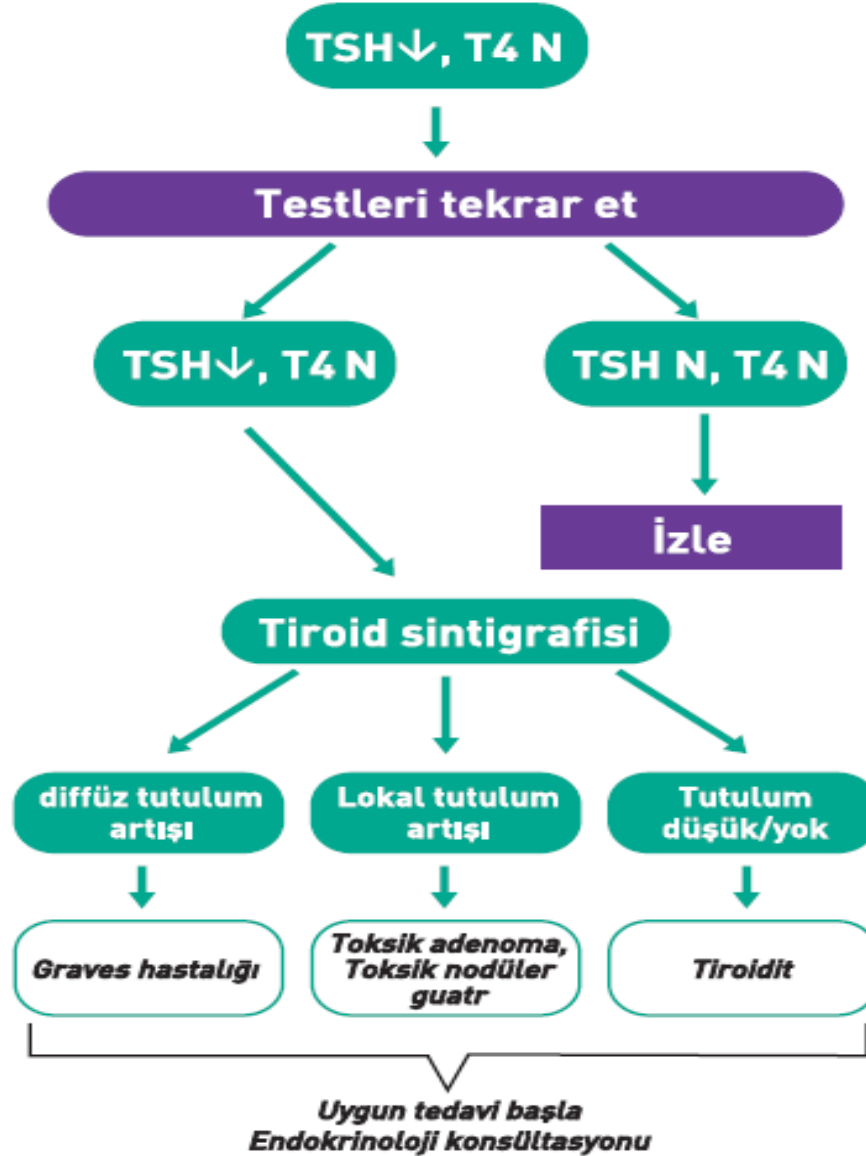 TSH↓, T4 N
Testleri tekrar et
TSH↓, T4 N
TSH N, T4 N
İzle
Tiroid sintigrafisi
diffüz tutulum
artışı
Lokal tutulum
artışı
Tutulum
düşük/yok
Graves hastalığı
Toksik adenoma,
Toksik nodüler
guatr
Tiroidit
Uygun tedavi başla
Endokrinoloji konsültasyonu